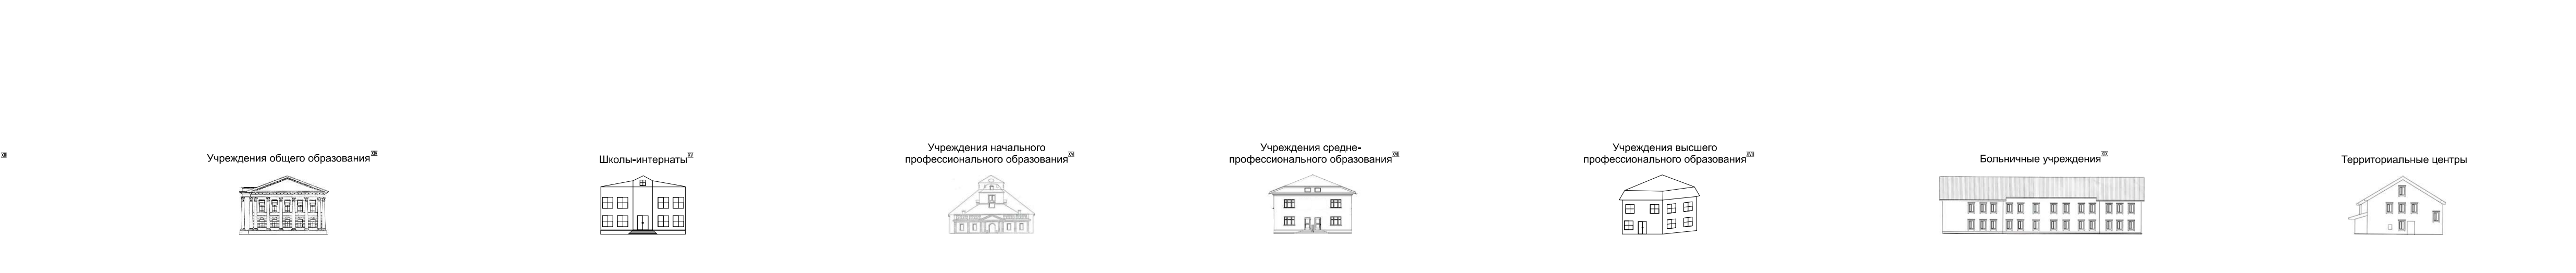 Учреждения общего образования
Школы-интернаты
Учреждения начального
профессионального образования
Учреждения средне-
профессионального образования
Учреждения высшего
профессионального образования
Больничные учреждения
Территориальные центры